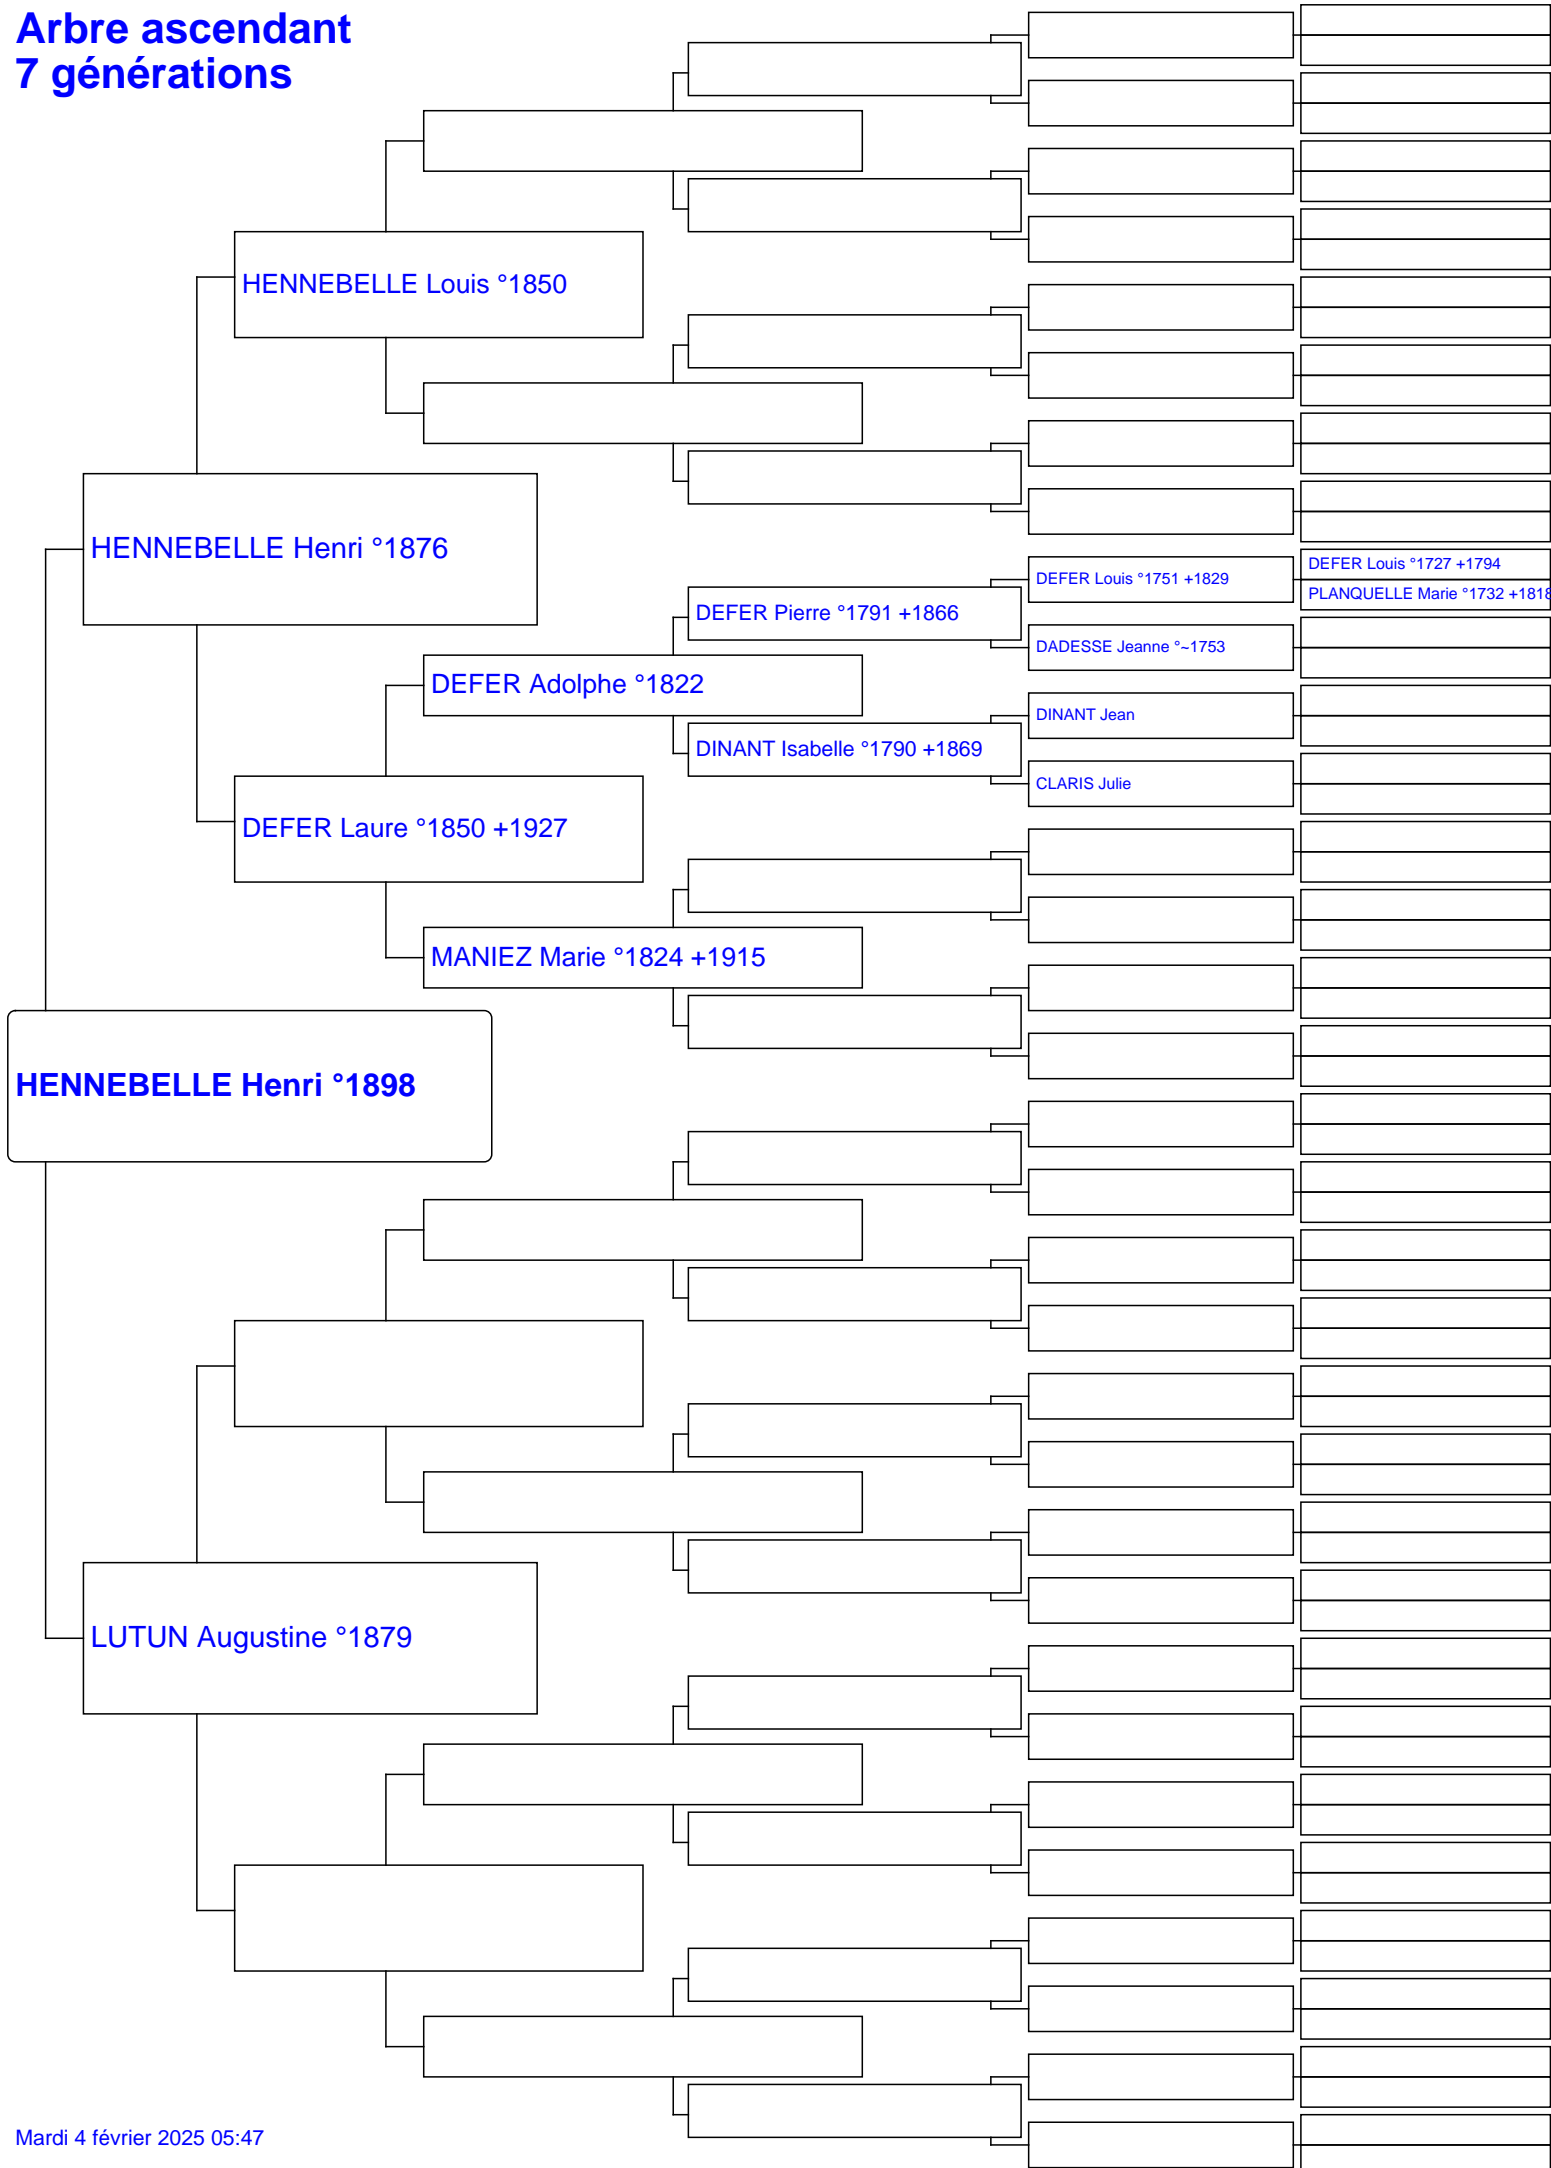 Arbre ascendant
7 générations
HENNEBELLE Louis °1850
HENNEBELLE Henri °1876
DEFER Louis °1727 +1794
DEFER Louis °1751 +1829
PLANQUELLE Marie °1732 +1818
DEFER Pierre °1791 +1866
DADESSE Jeanne °~1753
DEFER Adolphe °1822
DINANT Jean
DINANT Isabelle °1790 +1869
CLARIS Julie
DEFER Laure °1850 +1927
MANIEZ Marie °1824 +1915
HENNEBELLE Henri °1898
LUTUN Augustine °1879
Mardi 4 février 2025 05:47